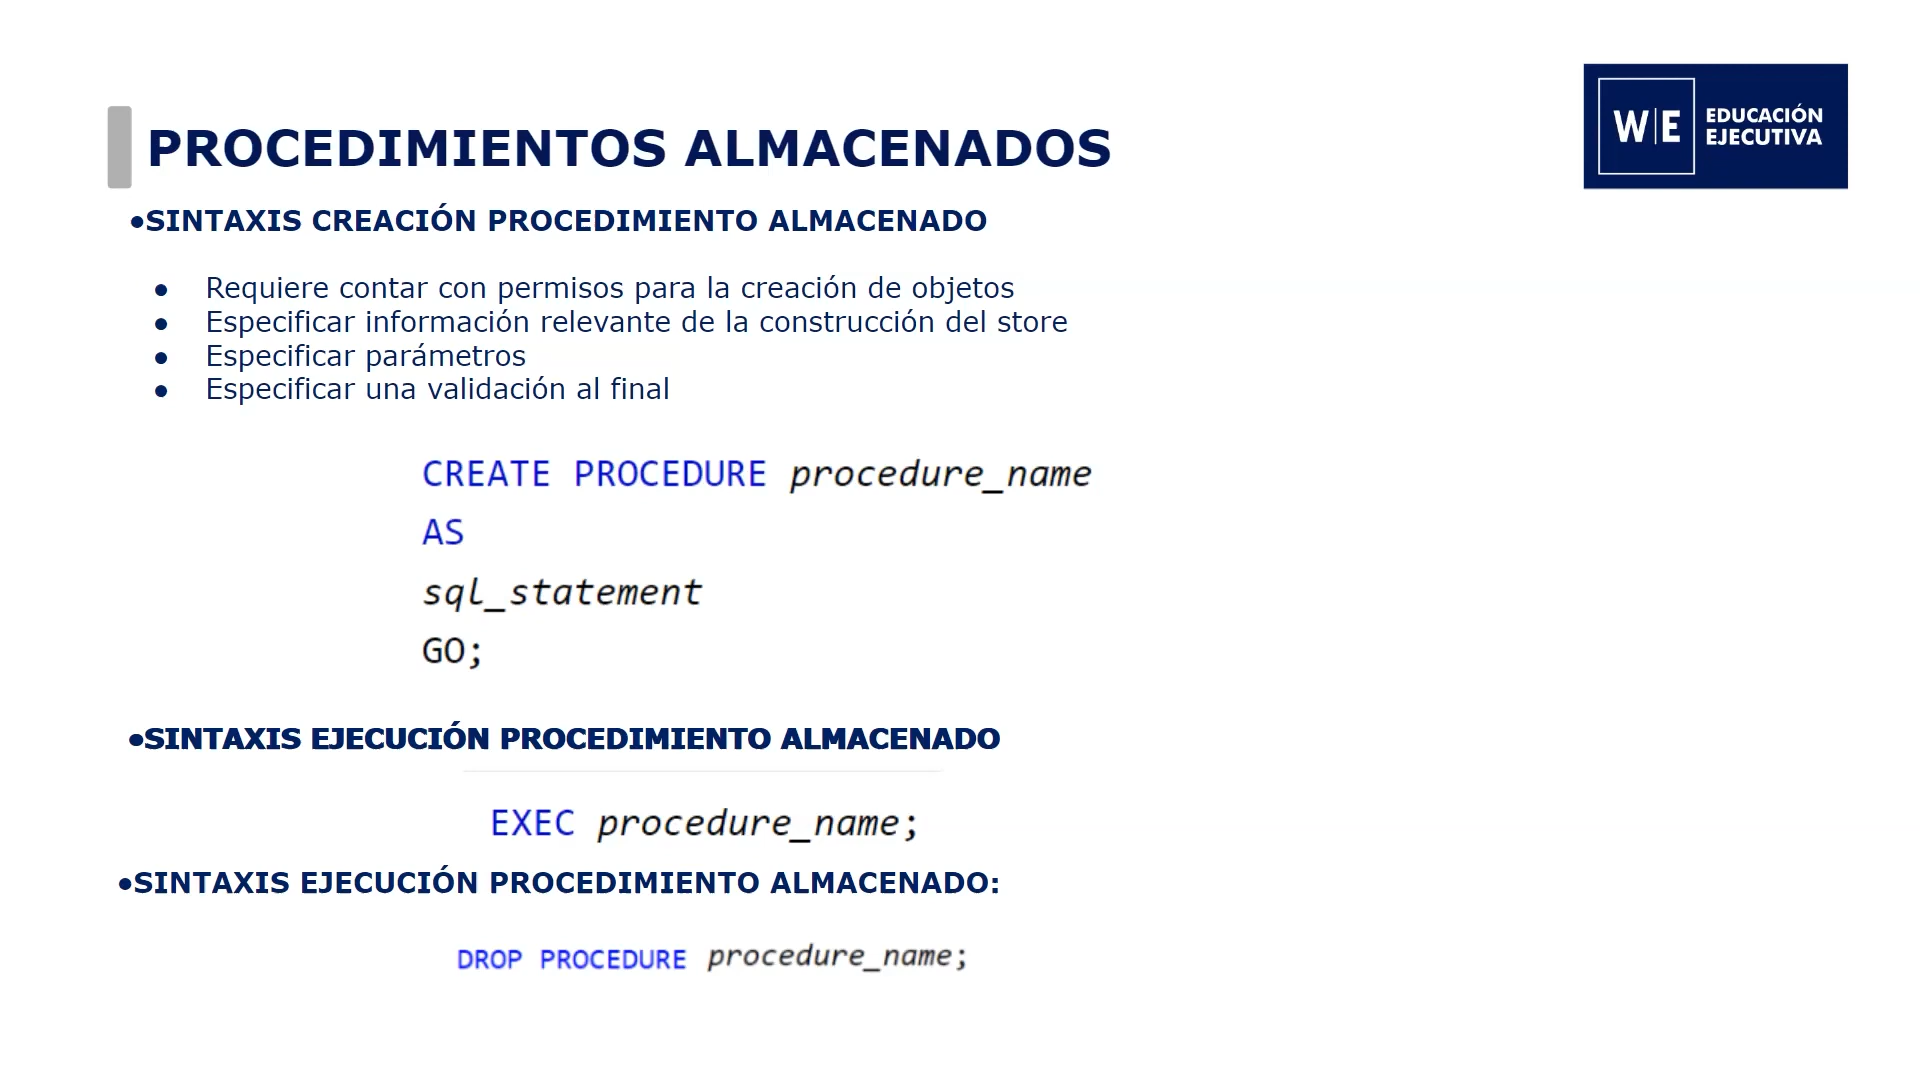 PROCEDIMIENTOS ALMACENADOS
W|E EDUCACIÓN
EJECUTIVA
•SINTAXIS CREACIÓN PROCEDIMIENTO ALMACENADO
● Requiere contar con permisos para la creación de objetos
● Especificar información relevante de la construcción del store
● Especificar parámetros
● Especificar una validación al final
CREATE PROCEDURE procedure_name
AS
sql_statement
GO;
•SINTAXIS EJECUCIÓN PROCEDIMIENTO ALMACENADO
EXEC procedure_name;
•SINTAXIS EJECUCIÓN PROCEDIMIENTO ALMACENADO:
DROP PROCEDURE procedure_name;